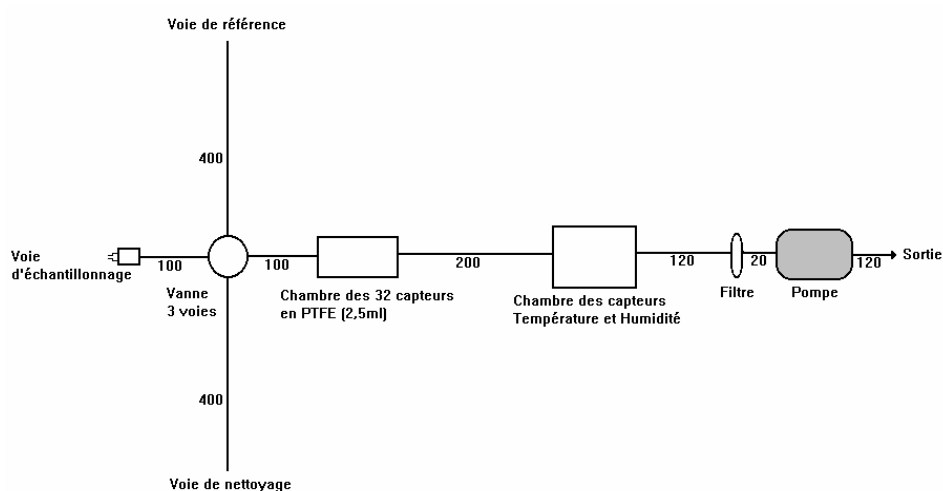 Voie de référence
400
Voie
d'échantillonnage
100
Vanne
3 voies
100
Chambre des 32 capteurs
en PTFE (2,5ml)
200
Chambre des capteurs
Température et Humidité
120
Filtre
20
Pompe
120
Sortie
400
Voie de nettoyage